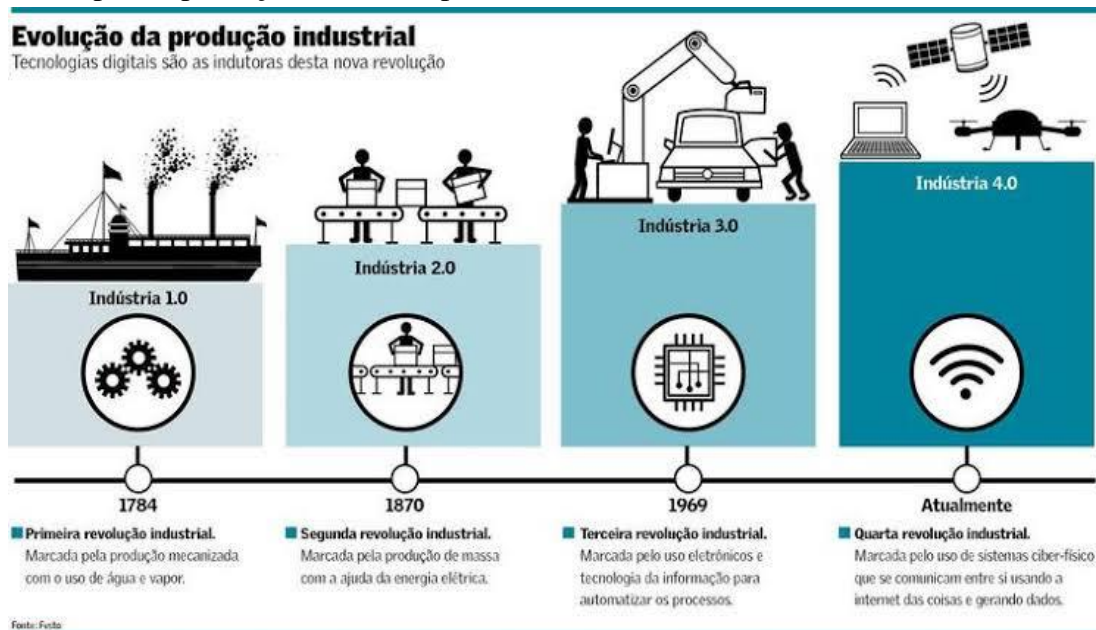 Evolução da produção industrial
Tecnologias digitais são as indutoras desta nova revolução
Indústria 1.0
Indústria 2.0
Indústria 3.0
Indústria 4.0
1784
1870
1969
Atualmente
Primeira revolução industrial.
Marcada pela produção mecanizada
com o uso de água e vapor.
Segunda revolução industrial.
Marcada pela produção de massa
com a ajuda da energia elétrica.
Terceira revolução industrial.
Marcada pelo uso eletrônicos e
tecnologia da informação para
automatizar os processos.
Quarta revolução industrial.
Marcada pelo uso de sistemas ciber-físico
que se comunicam entre si usando a
internet das coisas e gerando dados.
Fonte: Festo